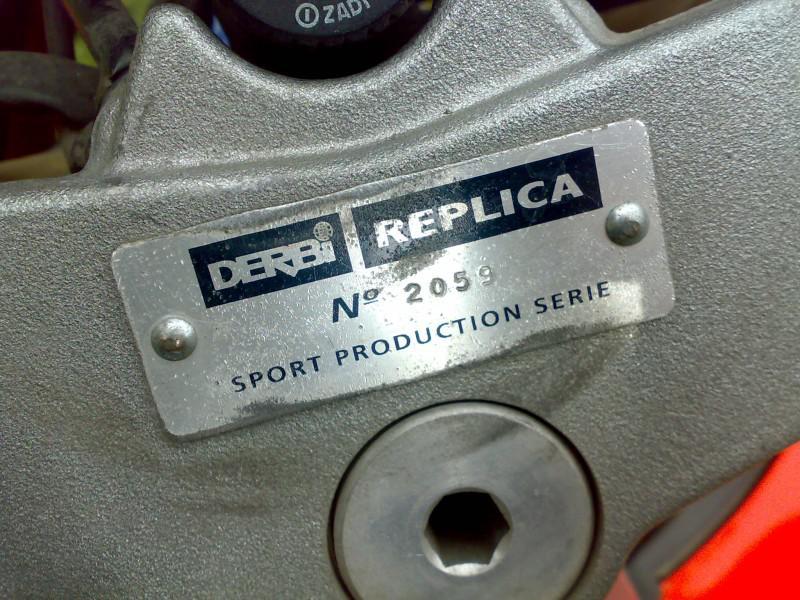 ZADI
DERBi REPLICA
Nº 2059
SPORT PRODUCTION SERIE